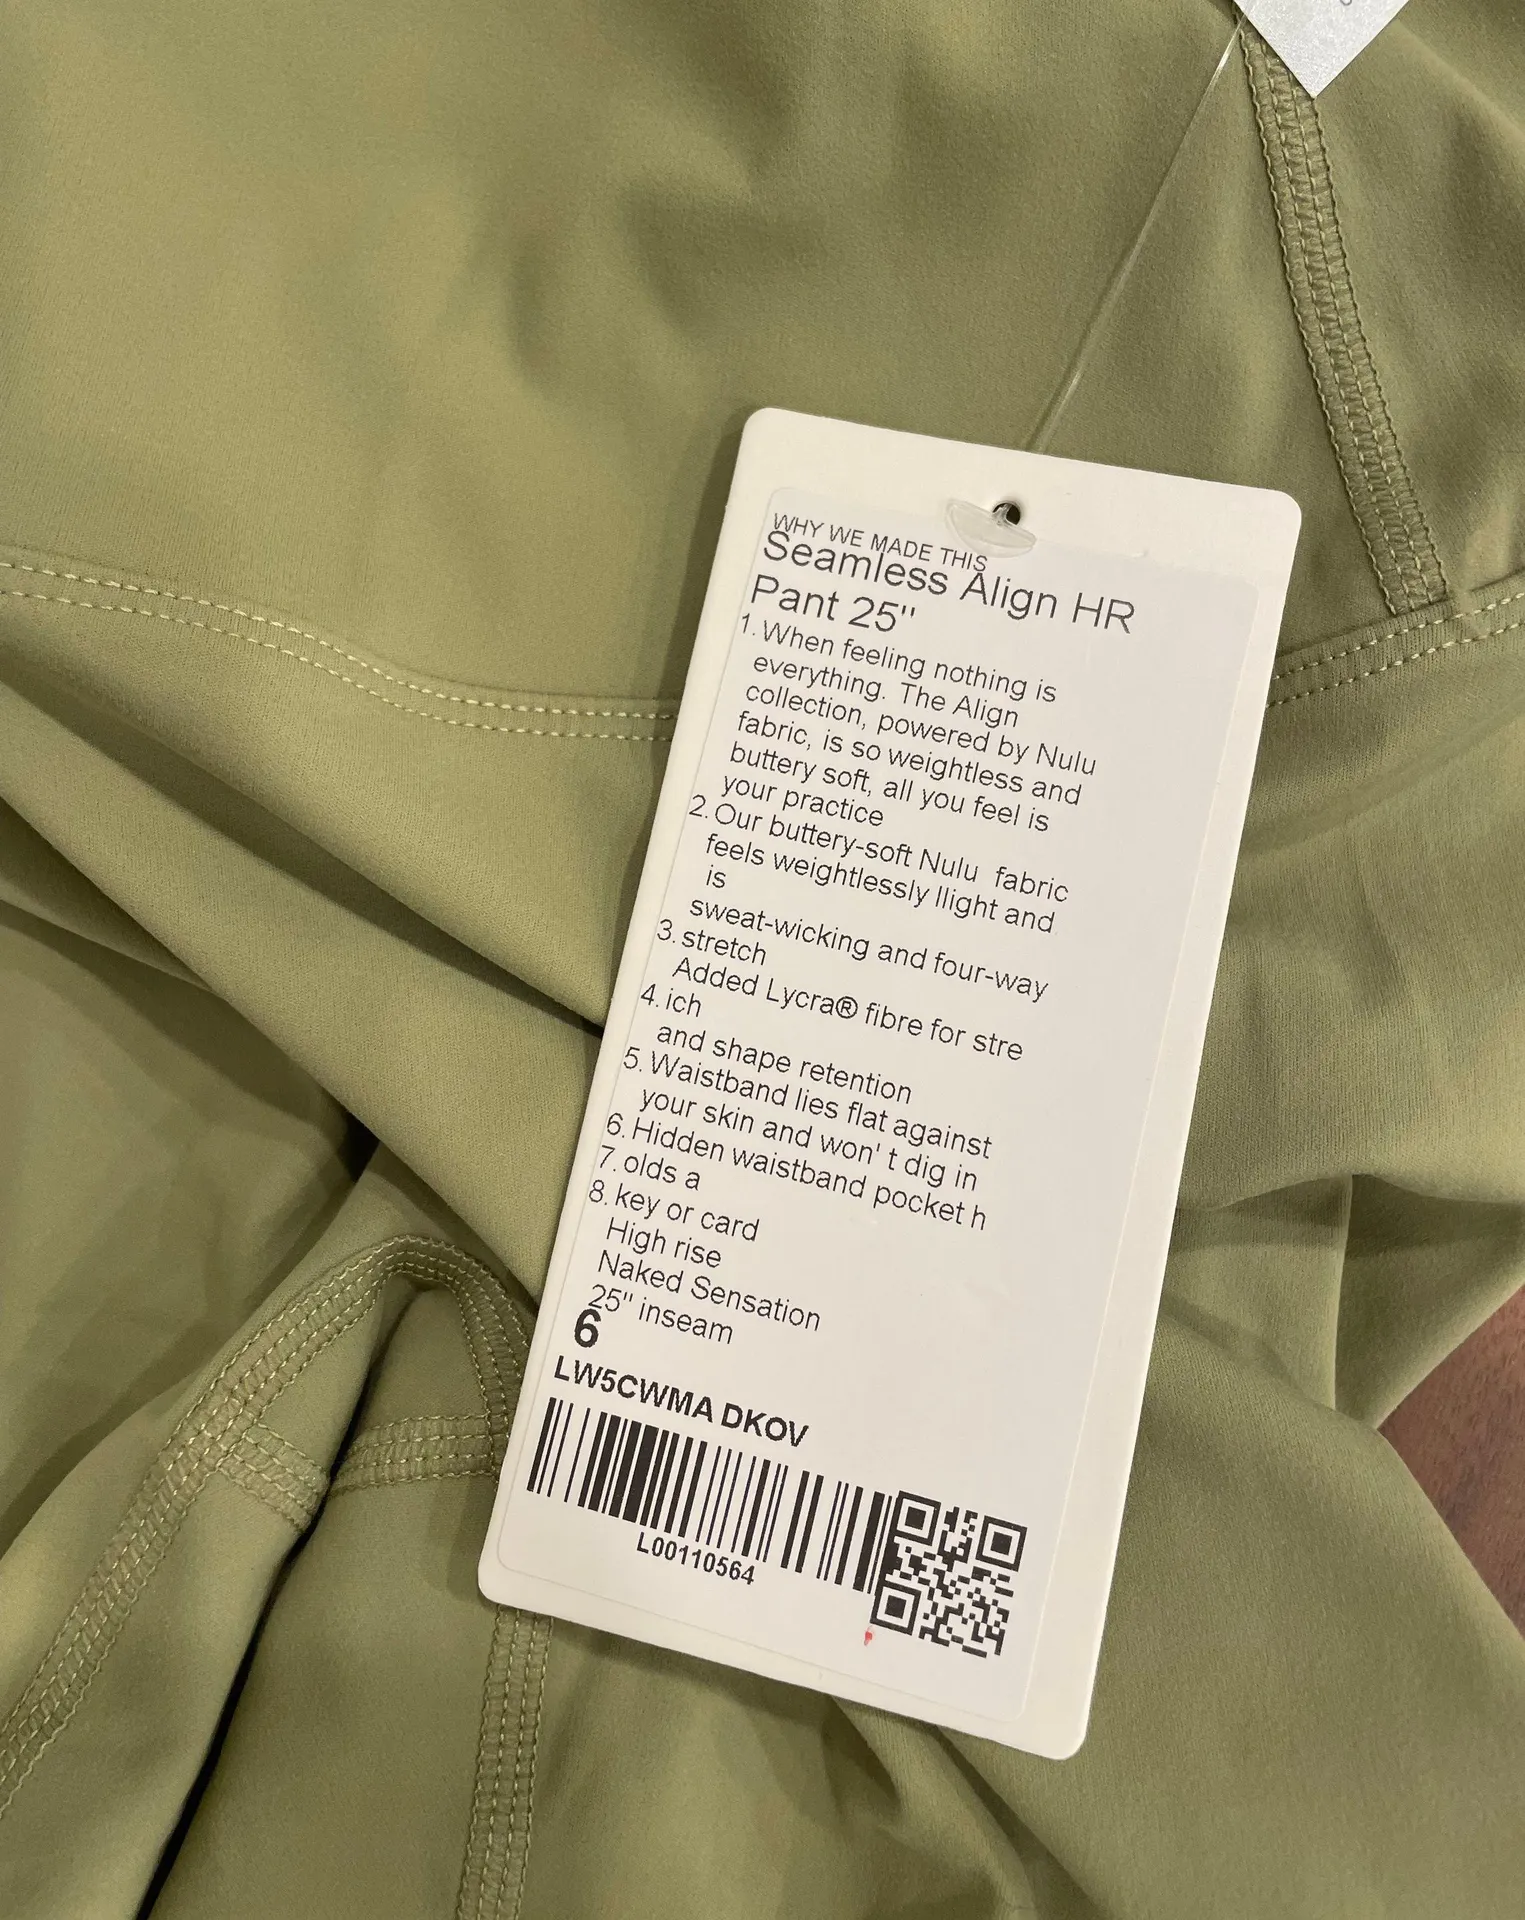 WHY WE MADE THIS
Seamless Align HR
Pant 25"
1. When feeling nothing is
everything. The Align
collection, powered by Nulu
fabric, is so weightless and
buttery soft, all you feel is
your practice
2. Our buttery-soft Nulu fabric
feels weightlessly llight and
is
sweat-wicking and four-way
3. stretch
Added Lycra® fibre for stre
4. ich
and shape retention
5. Waistband lies flat against
your skin and won' t dig in
6. Hidden waistband pocket h
7. olds a
8. key or card
High rise
Naked Sensation
25" inseam
6
LW5CWMA DKOV
L00110564